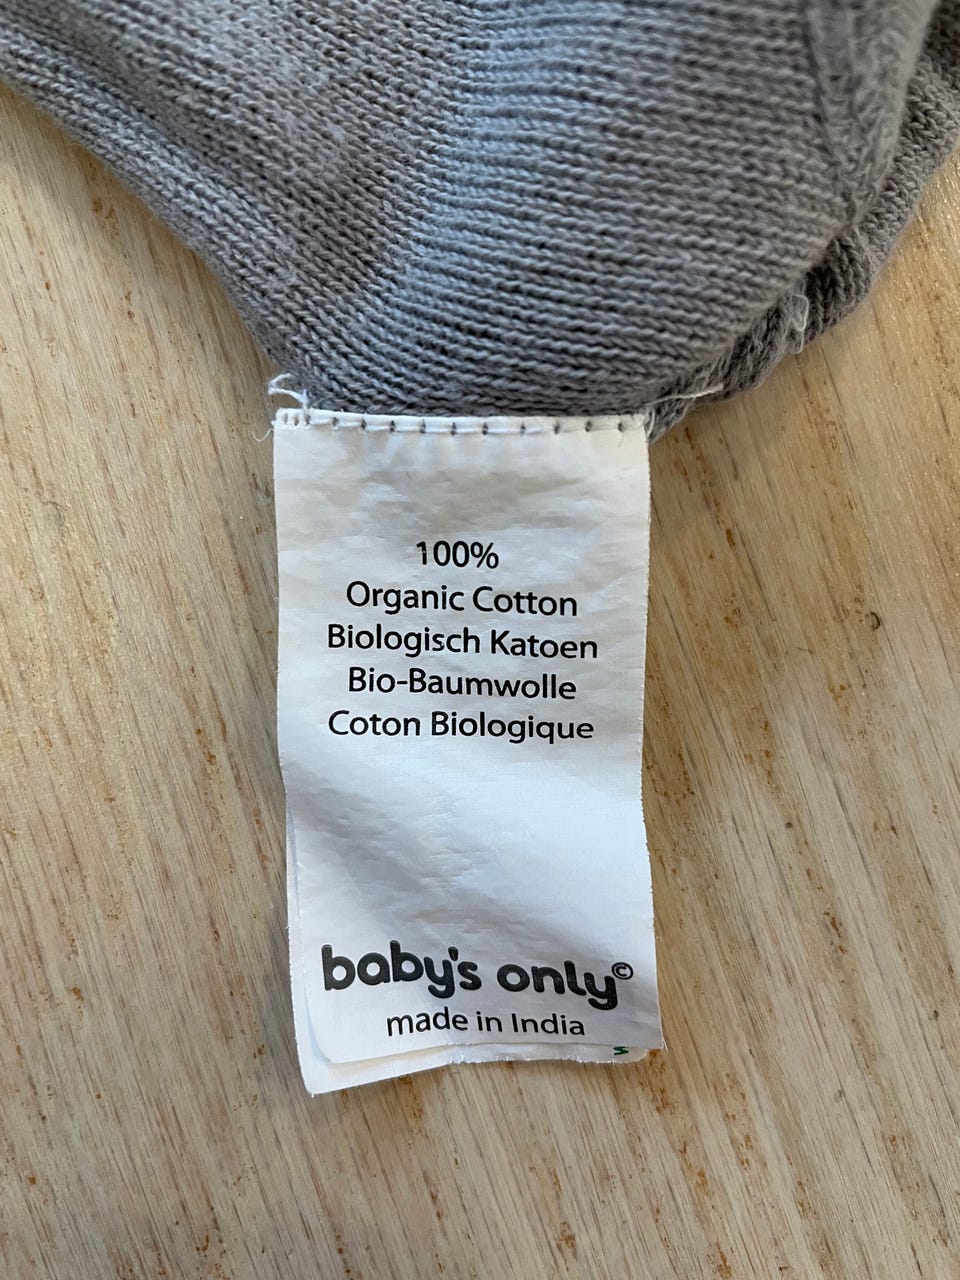 100%
Organic Cotton
Biologisch Katoen
Bio-Baumwolle
Coton Biologique
baby's only©
made in India